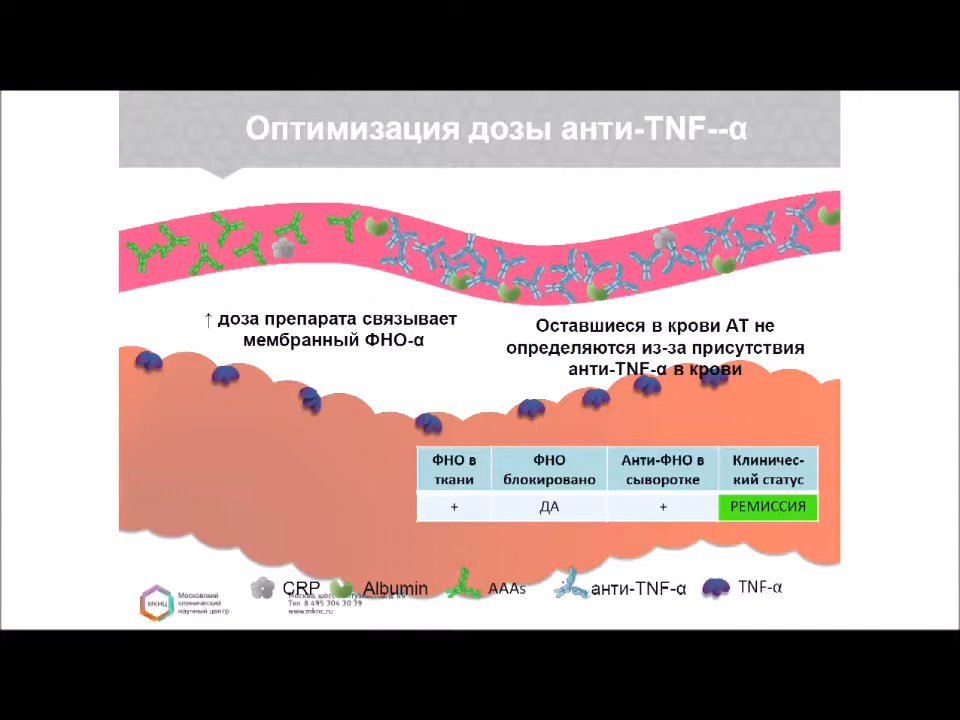 Оптимизация дозы анти-TNF--α
↑ доза препарата связывает
мембранный ФНО-α
Оставшиеся в крови АТ не
определяются из-за присутствия
анти-TNF-α в крови
ФНО в
ткани
ФНО
блокировано
Анти-ФНО в
сыворотке
Клиничес-
кий статус
+
ДА
+
РЕМИССИЯ
CRP
Albumin
AAAs
анти-TNF-α
TNF-α
МКНЦ
Московский
клинический
научный центр
Москва, шоссе
Тел. 8 495 304 30 39
www.mknc.ru